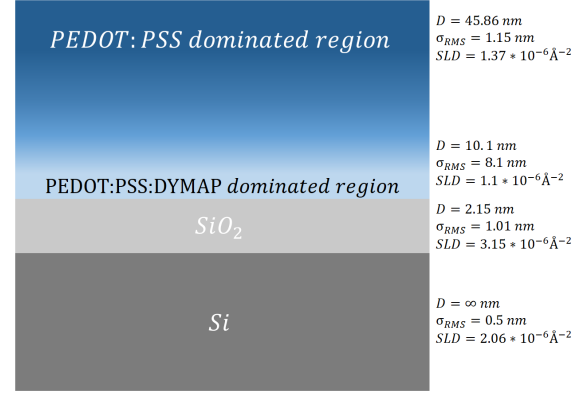 D = 45.86 nm
PEDOT: PSS dominated region
σRMS = 1.15 nm
SLD = 1.37 * 10⁻⁶Å⁻²
D = 10.1 nm
σRMS = 8.1 nm
PEDOT:PSS:DYMAP dominated region
SLD = 1.1 * 10⁻⁶Å⁻²
D = 2.15 nm
SiO₂
σRMS = 1.01 nm
SLD = 3.15 * 10⁻⁶Å⁻²
D = ∞ nm
Si
σRMS = 0.5 nm
SLD = 2.06 * 10⁻⁶Å⁻²